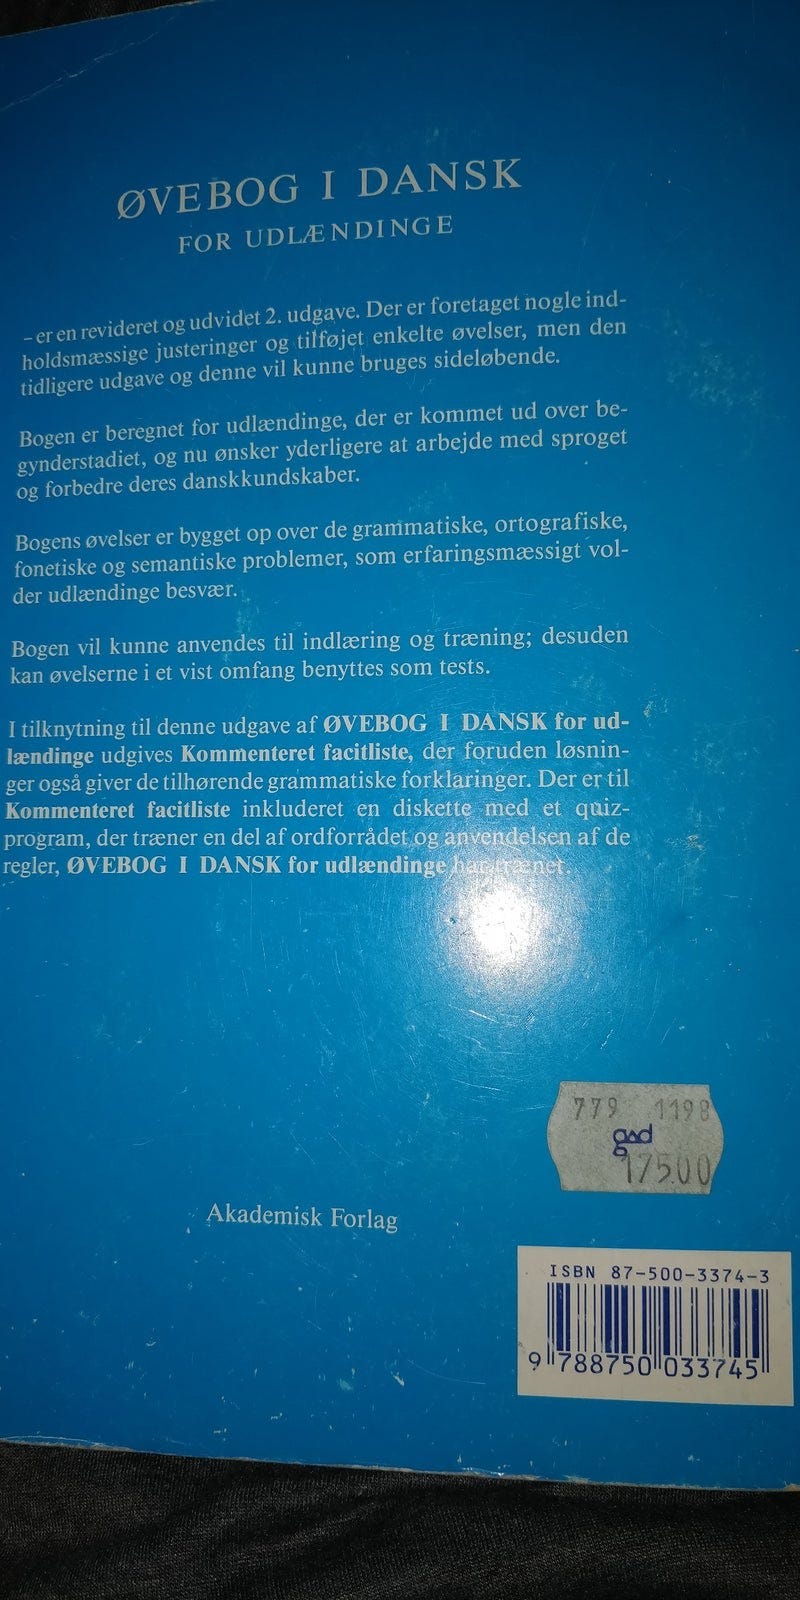 ØVEBOG I DANSK
FOR UDLÆNDINGE
– er en revideret og udvidet 2. udgave. Der er foretaget nogle ind-
holdsmæssige justeringer og tilføjet enkelte øvelser, men den
tidligere udgave og denne vil kunne bruges sideløbende.
Bogen er beregnet for udlændinge, der er kommet ud over be-
gynderstadiet, og nu ønsker yderligere at arbejde med sproget
og forbedre deres danskkundskaber.
Bogens øvelser er bygget op over de grammatiske, ortografiske,
fonetiske og semantiske problemer, som erfaringsmæssigt vol-
der udlændinge besvær.
Bogen vil kunne anvendes til indlæring og træning; desuden
kan øvelserne i et vist omfang benyttes som tests.
I tilknytning til denne udgave af ØVEBOG I DANSK for ud-
lændinge udgives Kommenteret facitliste, der foruden løsnin-
ger også giver de tilhørende grammatiske forklaringer. Der er til
Kommenteret facitliste inkluderet en diskette med et quiz-
program, der træner en del af ordforrådet og anvendelsen af de
regler, ØVEBOG I DANSK for udlændinge har trænet.
779 1198
gad
17500
Akademisk Forlag
ISBN 87-500-3374-3
9 788750 033745